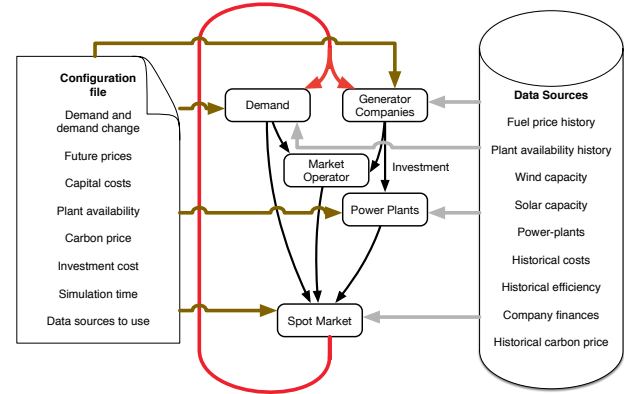 Configuration
file
Demand and
demand change
Future prices
Capital costs
Plant availability
Carbon price
Investment cost
Simulation time
Data sources to use
Demand
Generator
Companies
Market
Operator
Investment
Power Plants
Spot Market
Data Sources
Fuel price history
Plant availability history
Wind capacity
Solar capacity
Power-plants
Historical costs
Historical efficiency
Company finances
Historical carbon price